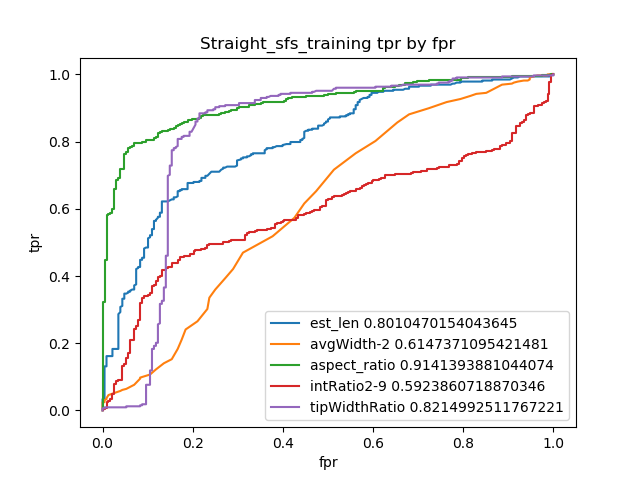 Straight_sfs_training tpr by fpr
1.0
0.8
0.6
0.4
0.2
0.0
tpr
est_len 0.8010470154043645
avgWidth-2 0.6147371095421481
aspect_ratio 0.9141393881044074
intRatio2-9 0.5923860718870346
tipWidthRatio 0.8214992511767221
0.0 0.2 0.4 0.6 0.8 1.0
fpr